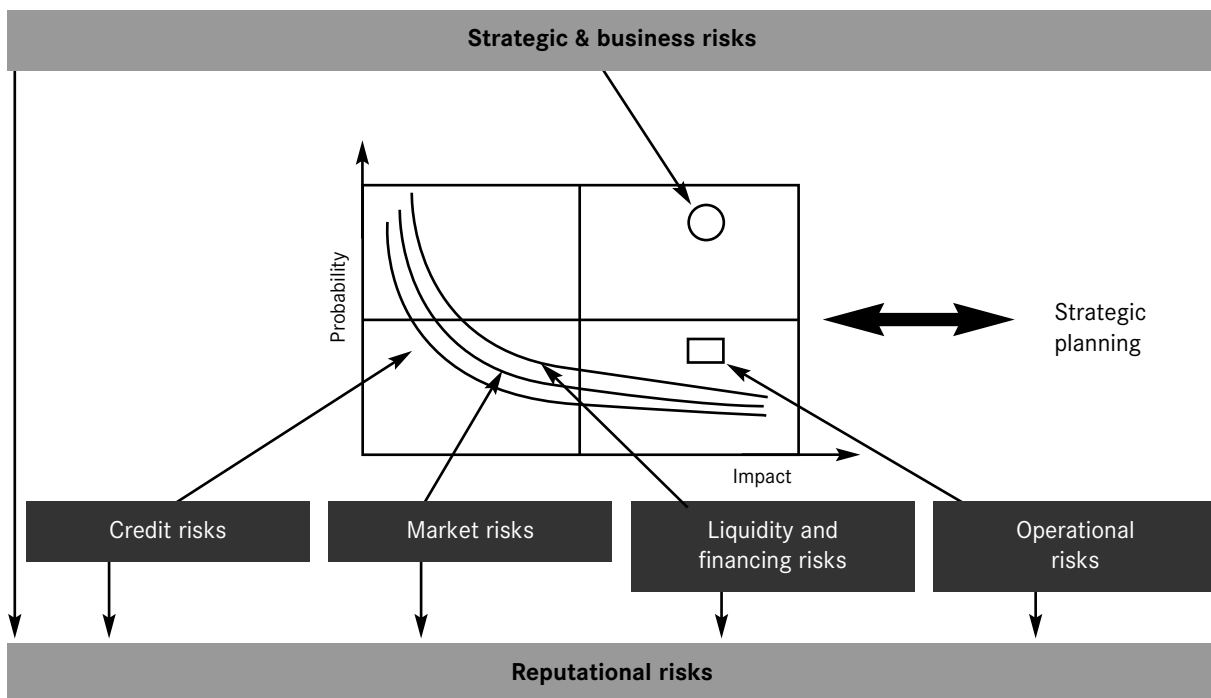 Strategic & business risks
Probability
Strategic
planning
Impact
Credit risks
Market risks
Liquidity and
financing risks
Operational
risks
Reputational risks